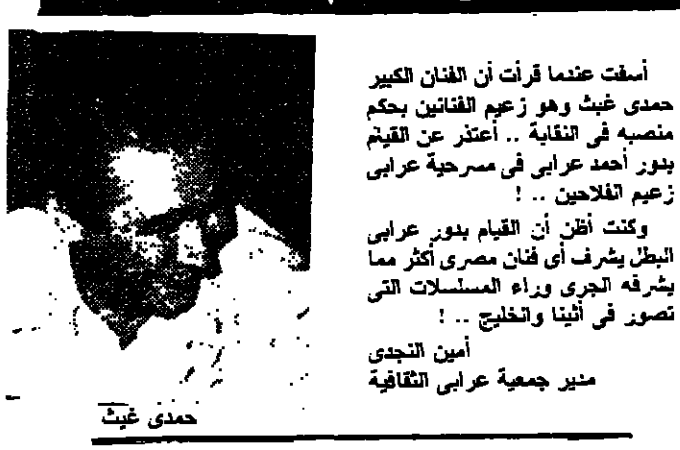 أسفت عندما قرأت أن الفنان الكبير
حمدى غيث وهو زعيم الفنانين بحكم
منصبه فى النقابة .. أعتذر عن القيام
بدور أحمد عرابى فى مسرحية عرابى
زعيم الفلاحين .. !
وكنت أظن أن القيام بدور عرابى
البطل يشرف أى فنان مصرى أكثر مما
يشرفه الجرى وراء المسلسلات التى
تصور فى أثينا والخليج .. !
أمين النجدى
مدير جمعية عرابى الثقافية
حمدى غيث